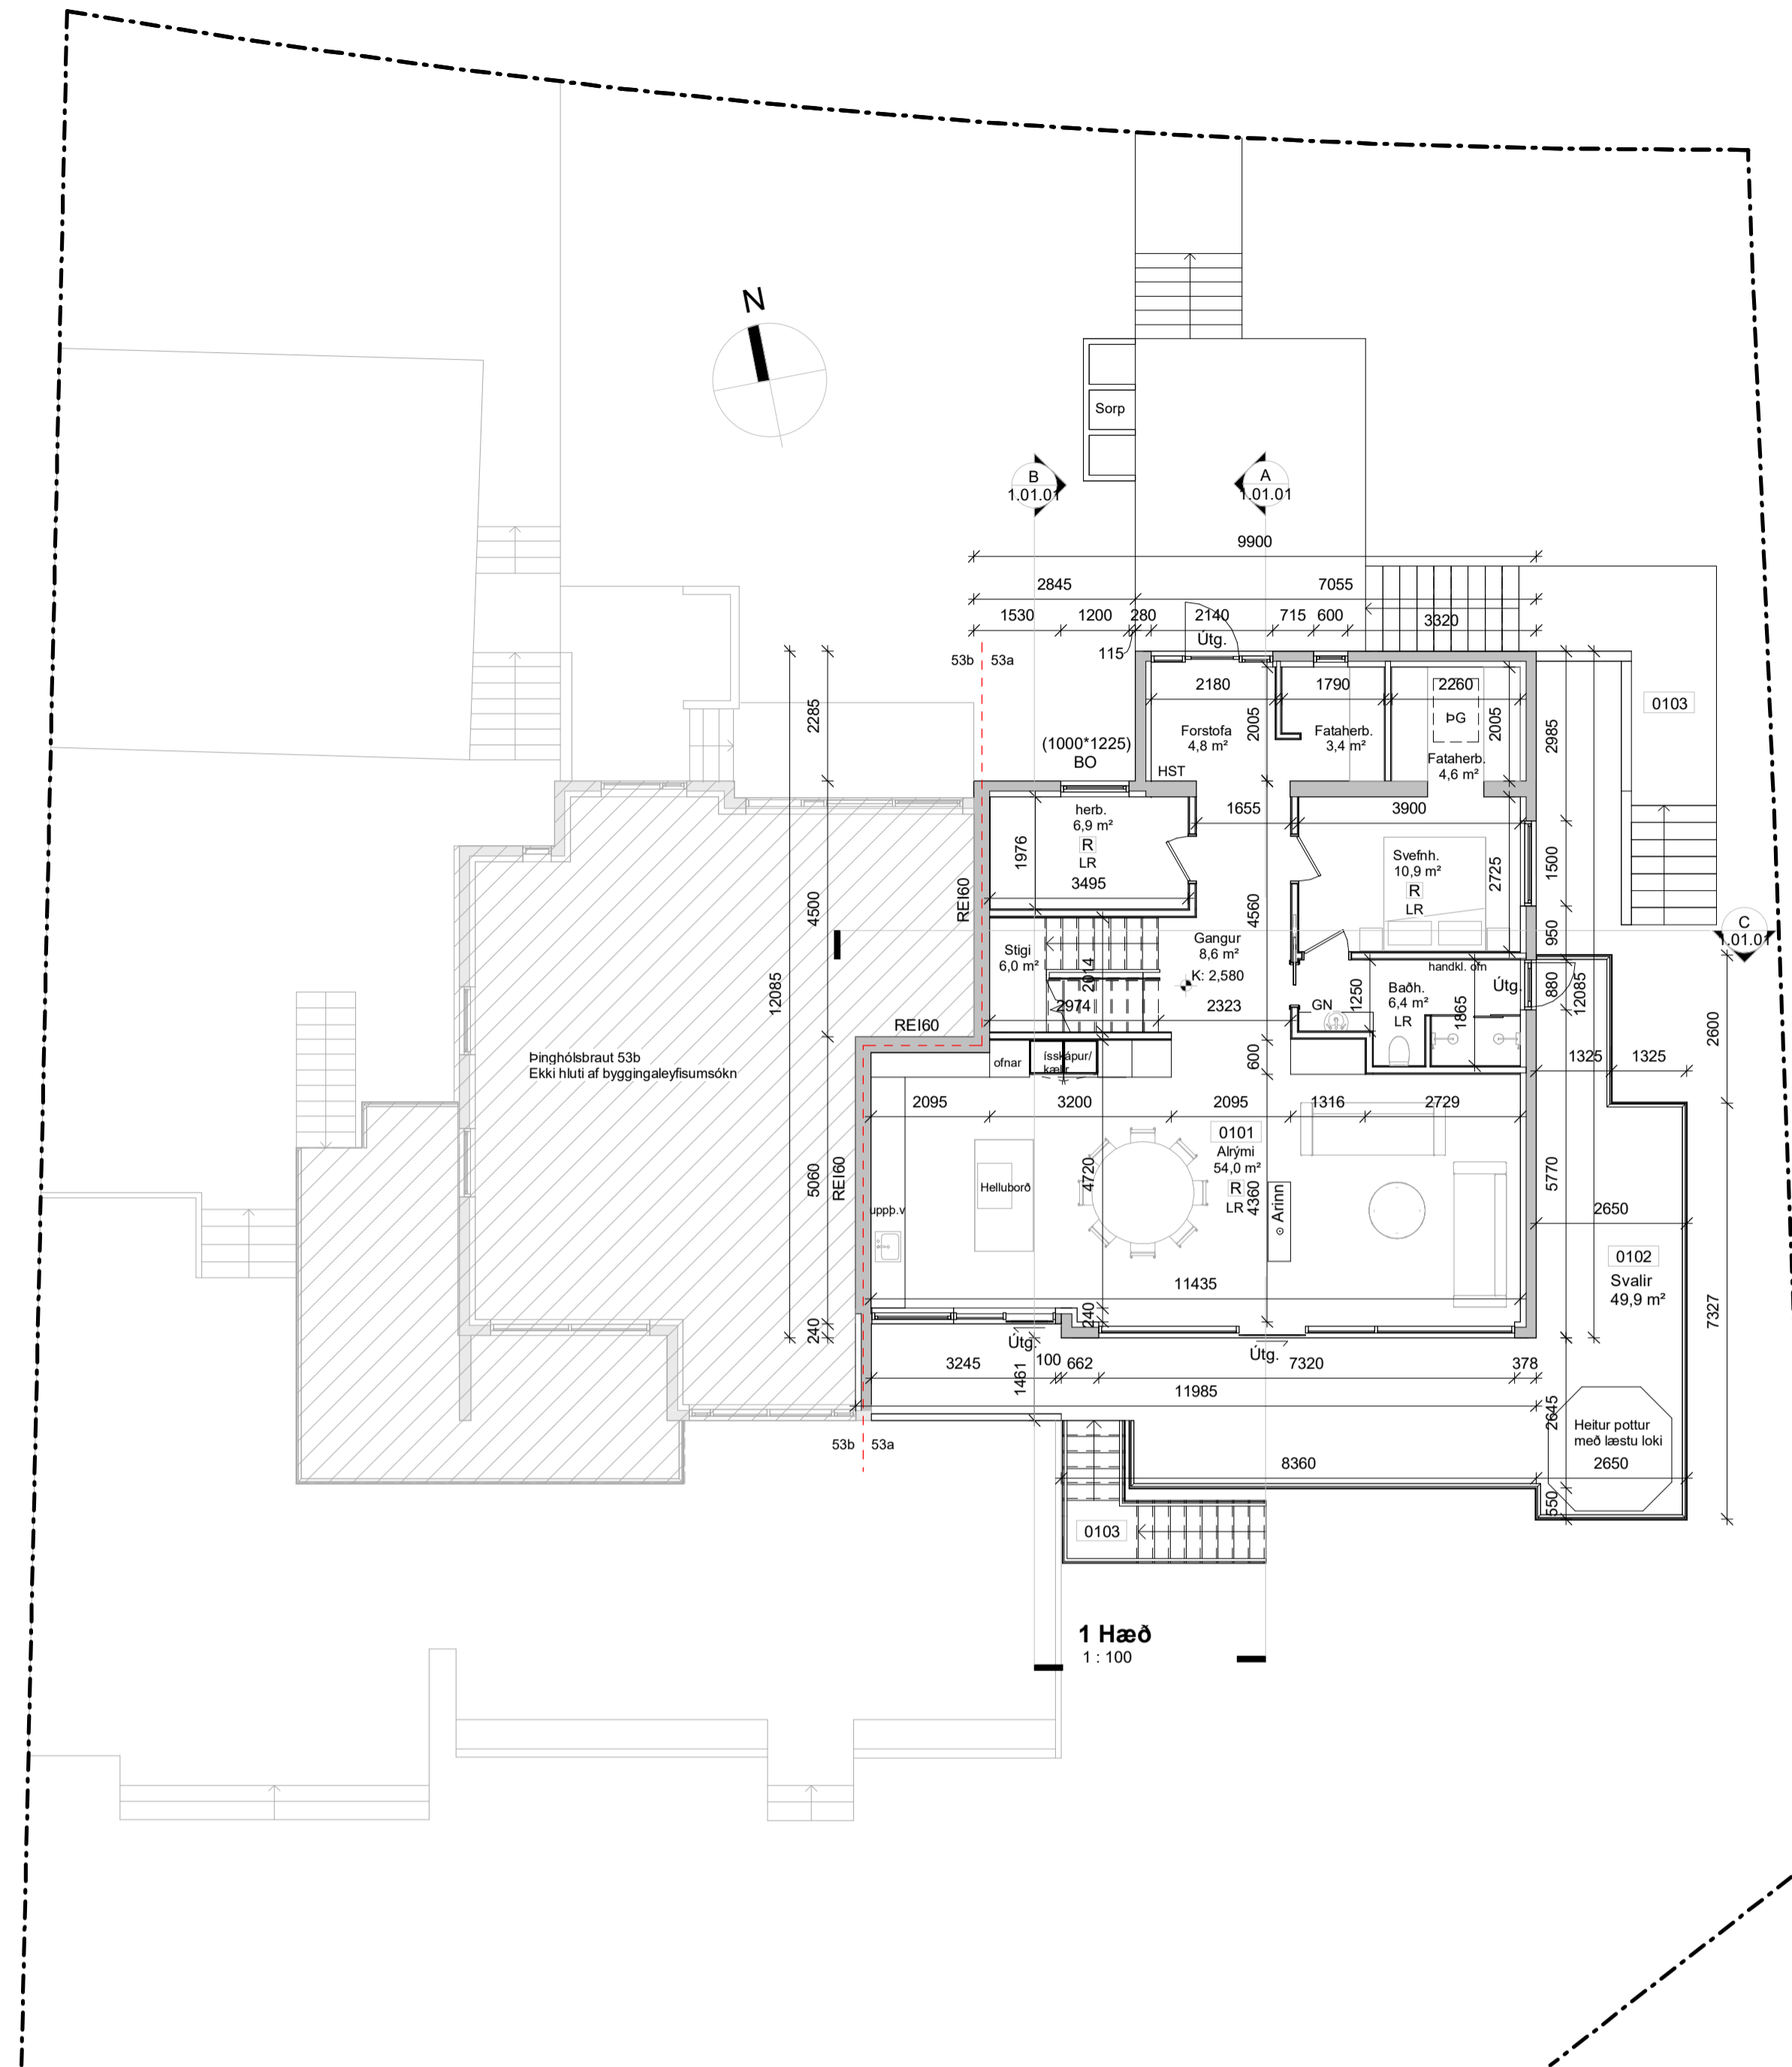 N
Sorp
B
1.01.01
A
1.01.01
9900
2845
7055
1530
1200
280
2140
715
600
3320
115
Útg.
53b
53a
2180
1790
2260
2285
2005
2005
2985
ÞG
0103
Forstofa
4,8 m²
Fataherb.
3,4 m²
Fataherb.
4,6 m²
(1000*1225)
BO
HST
herb.
6,9 m²
R
LR
1655
3900
1976
3495
Svefnh.
10,9 m²
R
LR
2725
1500
4500
REI60
4560
950
C
1.01.01
Stigi
6,0 m²
Gangur
8,6 m²
K: 2,580
2014
2974
2323
handkl. ofn
Útg.
GN
1250
Baðh.
6,4 m²
LR
1865
880
12085
12085
2600
REI60
Þinghólsbraut 53b
Ekki hluti af byggingaleyfisumsókn
ofnar
ísskápur/
kælir
600
1325
1325
2095
3200
2095
1316
2729
0101
Alrými
54,0 m²
R
LR
4720
4360
5060
REI60
Helluborð
uppþ.v
Arinn
5770
2650
0102
Svalir
49,9 m²
7327
11435
240
240
Útg.
Útg.
3245
100
662
7320
378
1461
11985
2645
Heitur pottur
með læstu loki
2650
53b
53a
8360
550
0103
1 Hæð
1 : 100